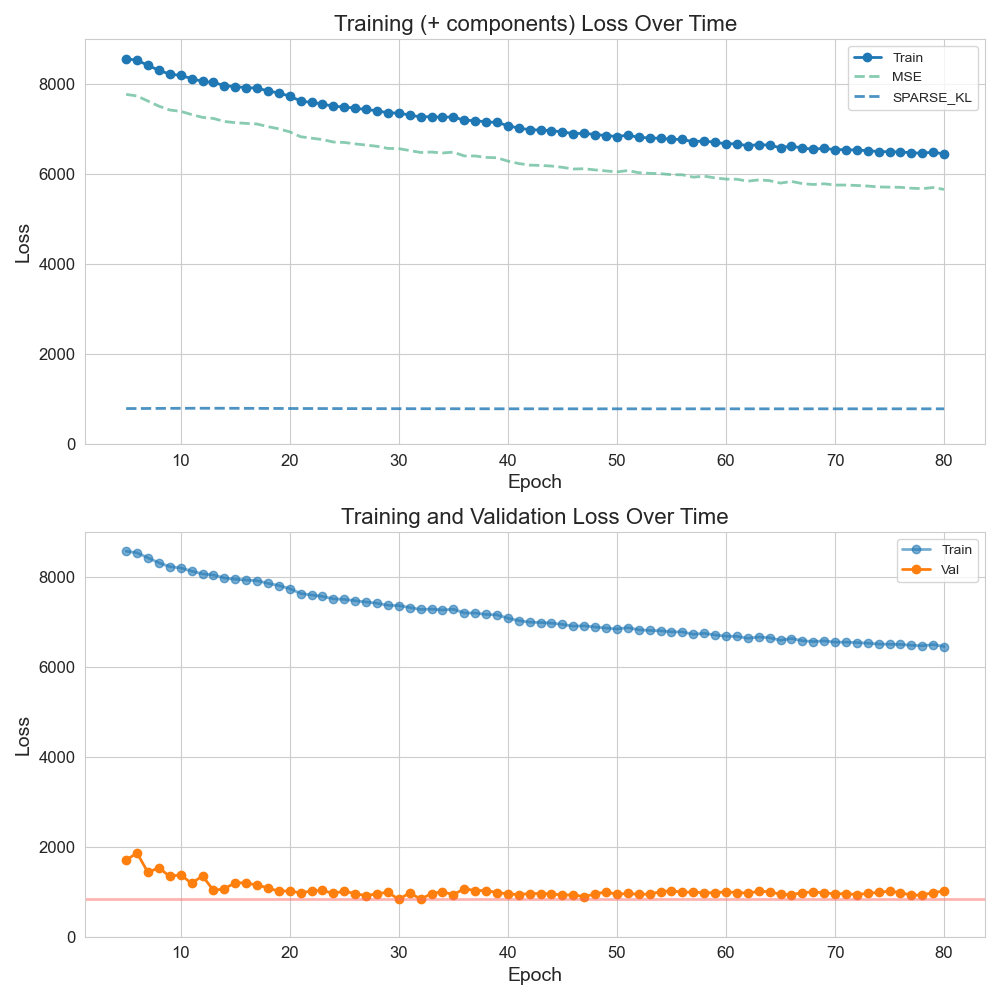 Training (+ components) Loss Over Time
Train
MSE
SPARSE_KL
8000
6000
4000
2000
0
Loss
10 20 30 40 50 60 70 80
Epoch
Training and Validation Loss Over Time
Train
Val
8000
6000
4000
2000
0
Loss
10 20 30 40 50 60 70 80
Epoch